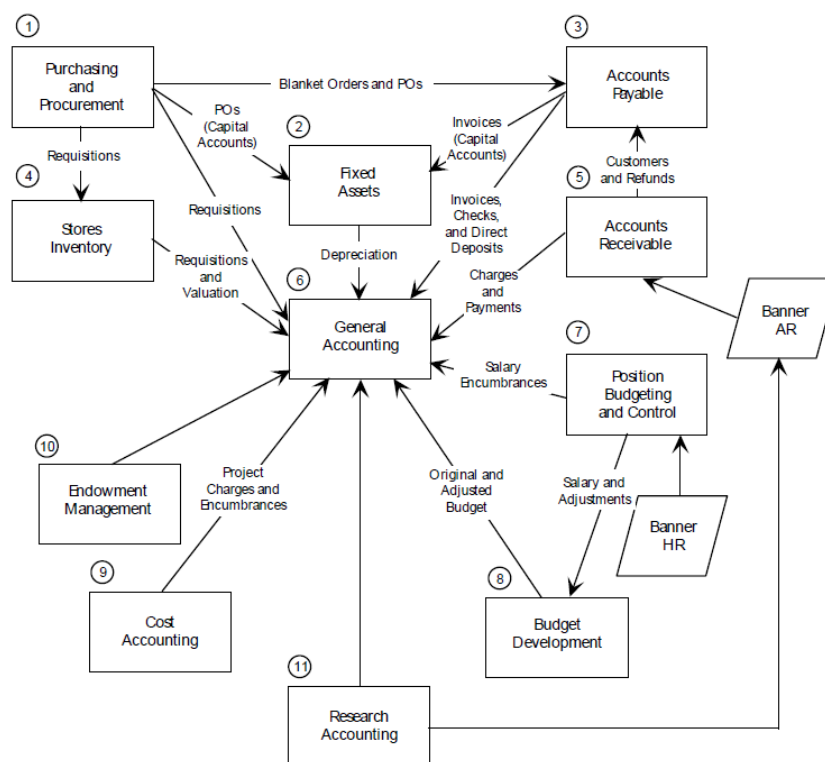 1
Purchasing
and
Procurement
Blanket Orders and POs
3
Accounts
Payable
POs
(Capital
Accounts)
2
Invoices
(Capital
Accounts)
Fixed
Assets
Requisitions
4
Customers
and Refunds
5
Stores
Inventory
Requisitions
Invoices,
Checks,
and Direct
Deposits
Accounts
Receivable
Requisitions
and
Valuation
Depreciation
6
Charges
and
Payments
General
Accounting
Banner
AR
7
Salary
Encumbrances
Position
Budgeting
and Control
10
Endowment
Management
Project
Charges and
Encumbrances
Original and
Adjusted
Budget
Salary and
Adjustments
Banner
HR
9
Cost
Accounting
8
Budget
Development
11
Research
Accounting